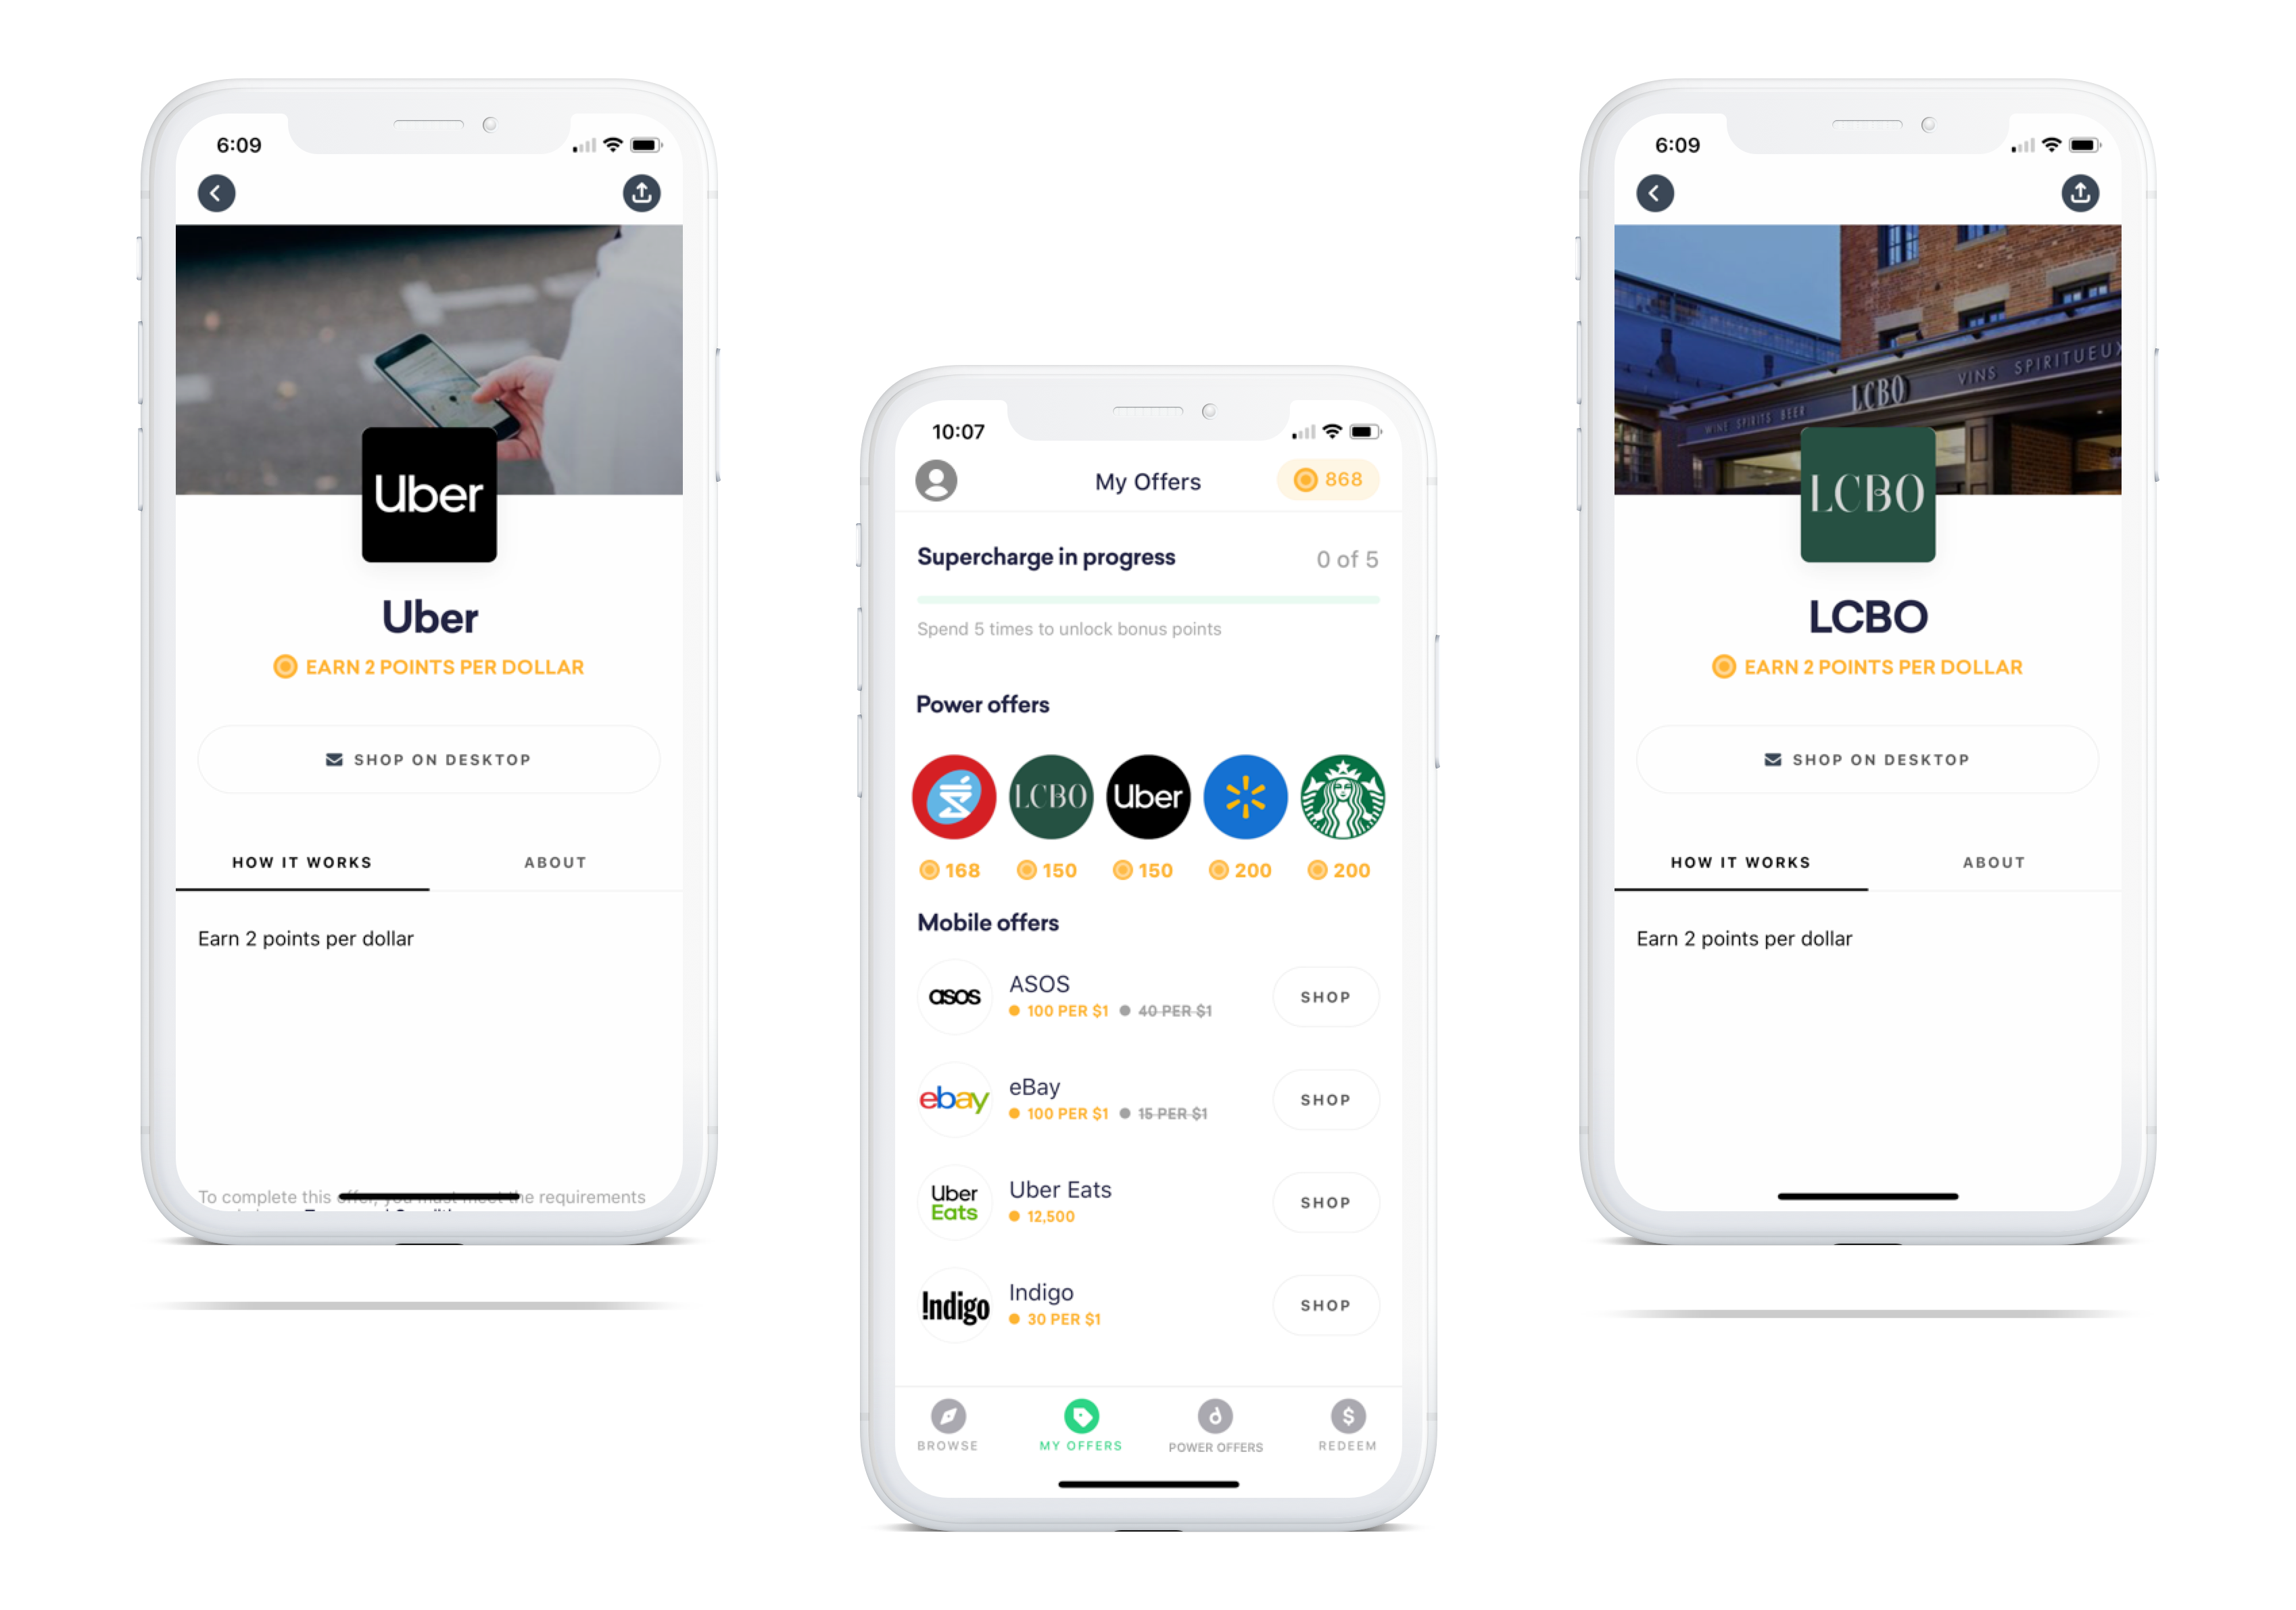 6:09
Uber
Uber
EARN 2 POINTS PER DOLLAR
SHOP ON DESKTOP
HOW IT WORKS
ABOUT
Earn 2 points per dollar
To complete this offer, you must meet the requirements
10:07
My Offers
868
Supercharge in progress
0 of 5
Spend 5 times to unlock bonus points
Power offers
LCBO
Uber
168
150
150
200
200
Mobile offers
asos
ASOS
100 PER $1
40 PER $1
SHOP
ebay
eBay
100 PER $1
15 PER $1
SHOP
Uber
Eats
Uber Eats
12,500
SHOP
!ndigo
Indigo
30 PER $1
SHOP
BROWSE
MY OFFERS
POWER OFFERS
REDEEM
6:09
WINE SPIRITS BEER
LCBO
VINS SPIRITUEUX
LCBO
LCBO
EARN 2 POINTS PER DOLLAR
SHOP ON DESKTOP
HOW IT WORKS
ABOUT
Earn 2 points per dollar